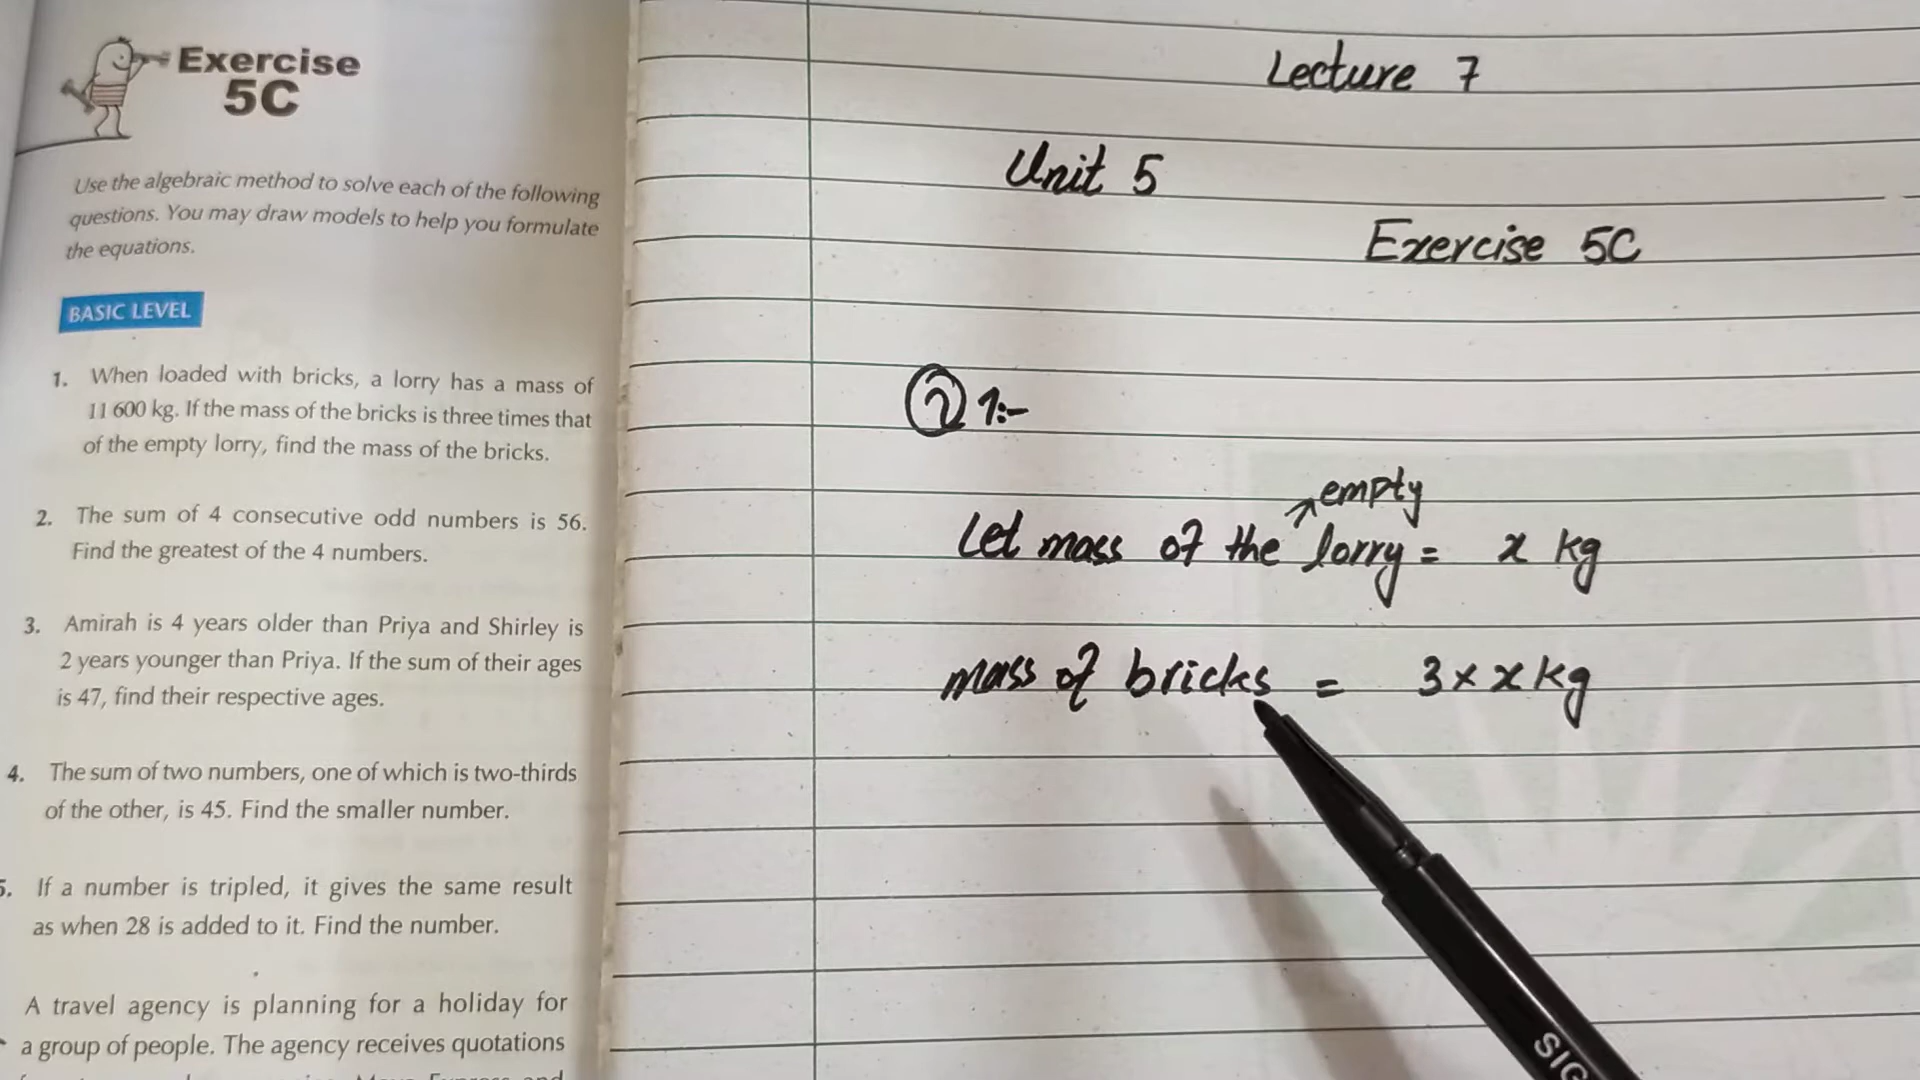 Exercise
5C
Use the algebraic method to solve each of the following
questions. You may draw models to help you formulate
the equations.
BASIC LEVEL
1. When loaded with bricks, a lorry has a mass of
11 600 kg. If the mass of the bricks is three times that
of the empty lorry, find the mass of the bricks.
2. The sum of 4 consecutive odd numbers is 56.
Find the greatest of the 4 numbers.
3. Amirah is 4 years older than Priya and Shirley is
2 years younger than Priya. If the sum of their ages
is 47, find their respective ages.
4. The sum of two numbers, one of which is two-thirds
of the other, is 45. Find the smaller number.
5. If a number is tripled, it gives the same result
as when 28 is added to it. Find the number.
A travel agency is planning for a holiday for
a group of people. The agency receives quotations
Lecture 7
Unit 5
Exercise 5C
Q 1:-
empty
Let mass of the lorry = x kg
mass of bricks = 3 × x kg
SIG